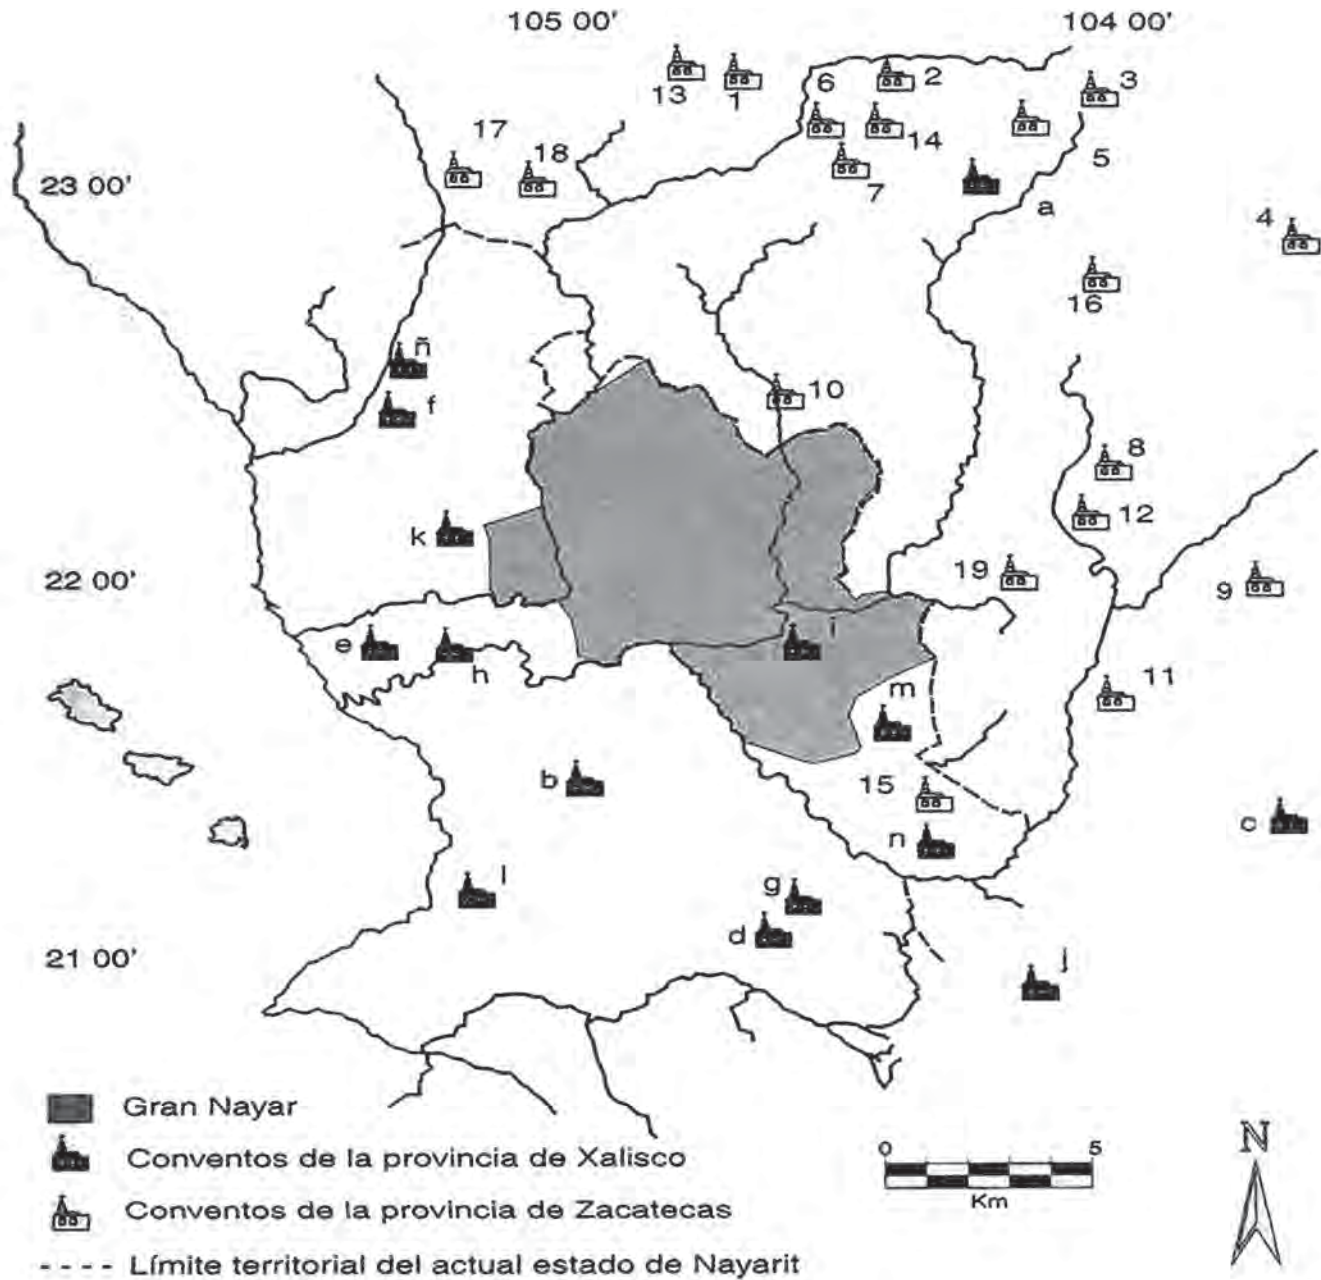 105 00'
104 00'
13
1
6
2
3
17
18
14
7
5
23 00'
a
4
16
ñ
f
10
8
12
k
22 00'
19
9
e
h
i
m
11
b
15
n
c
l
g
d
21 00'
j
Gran Nayar
Conventos de la provincia de Xalisco
Conventos de la provincia de Zacatecas
Límite territorial del actual estado de Nayarit
0 5
Km
N